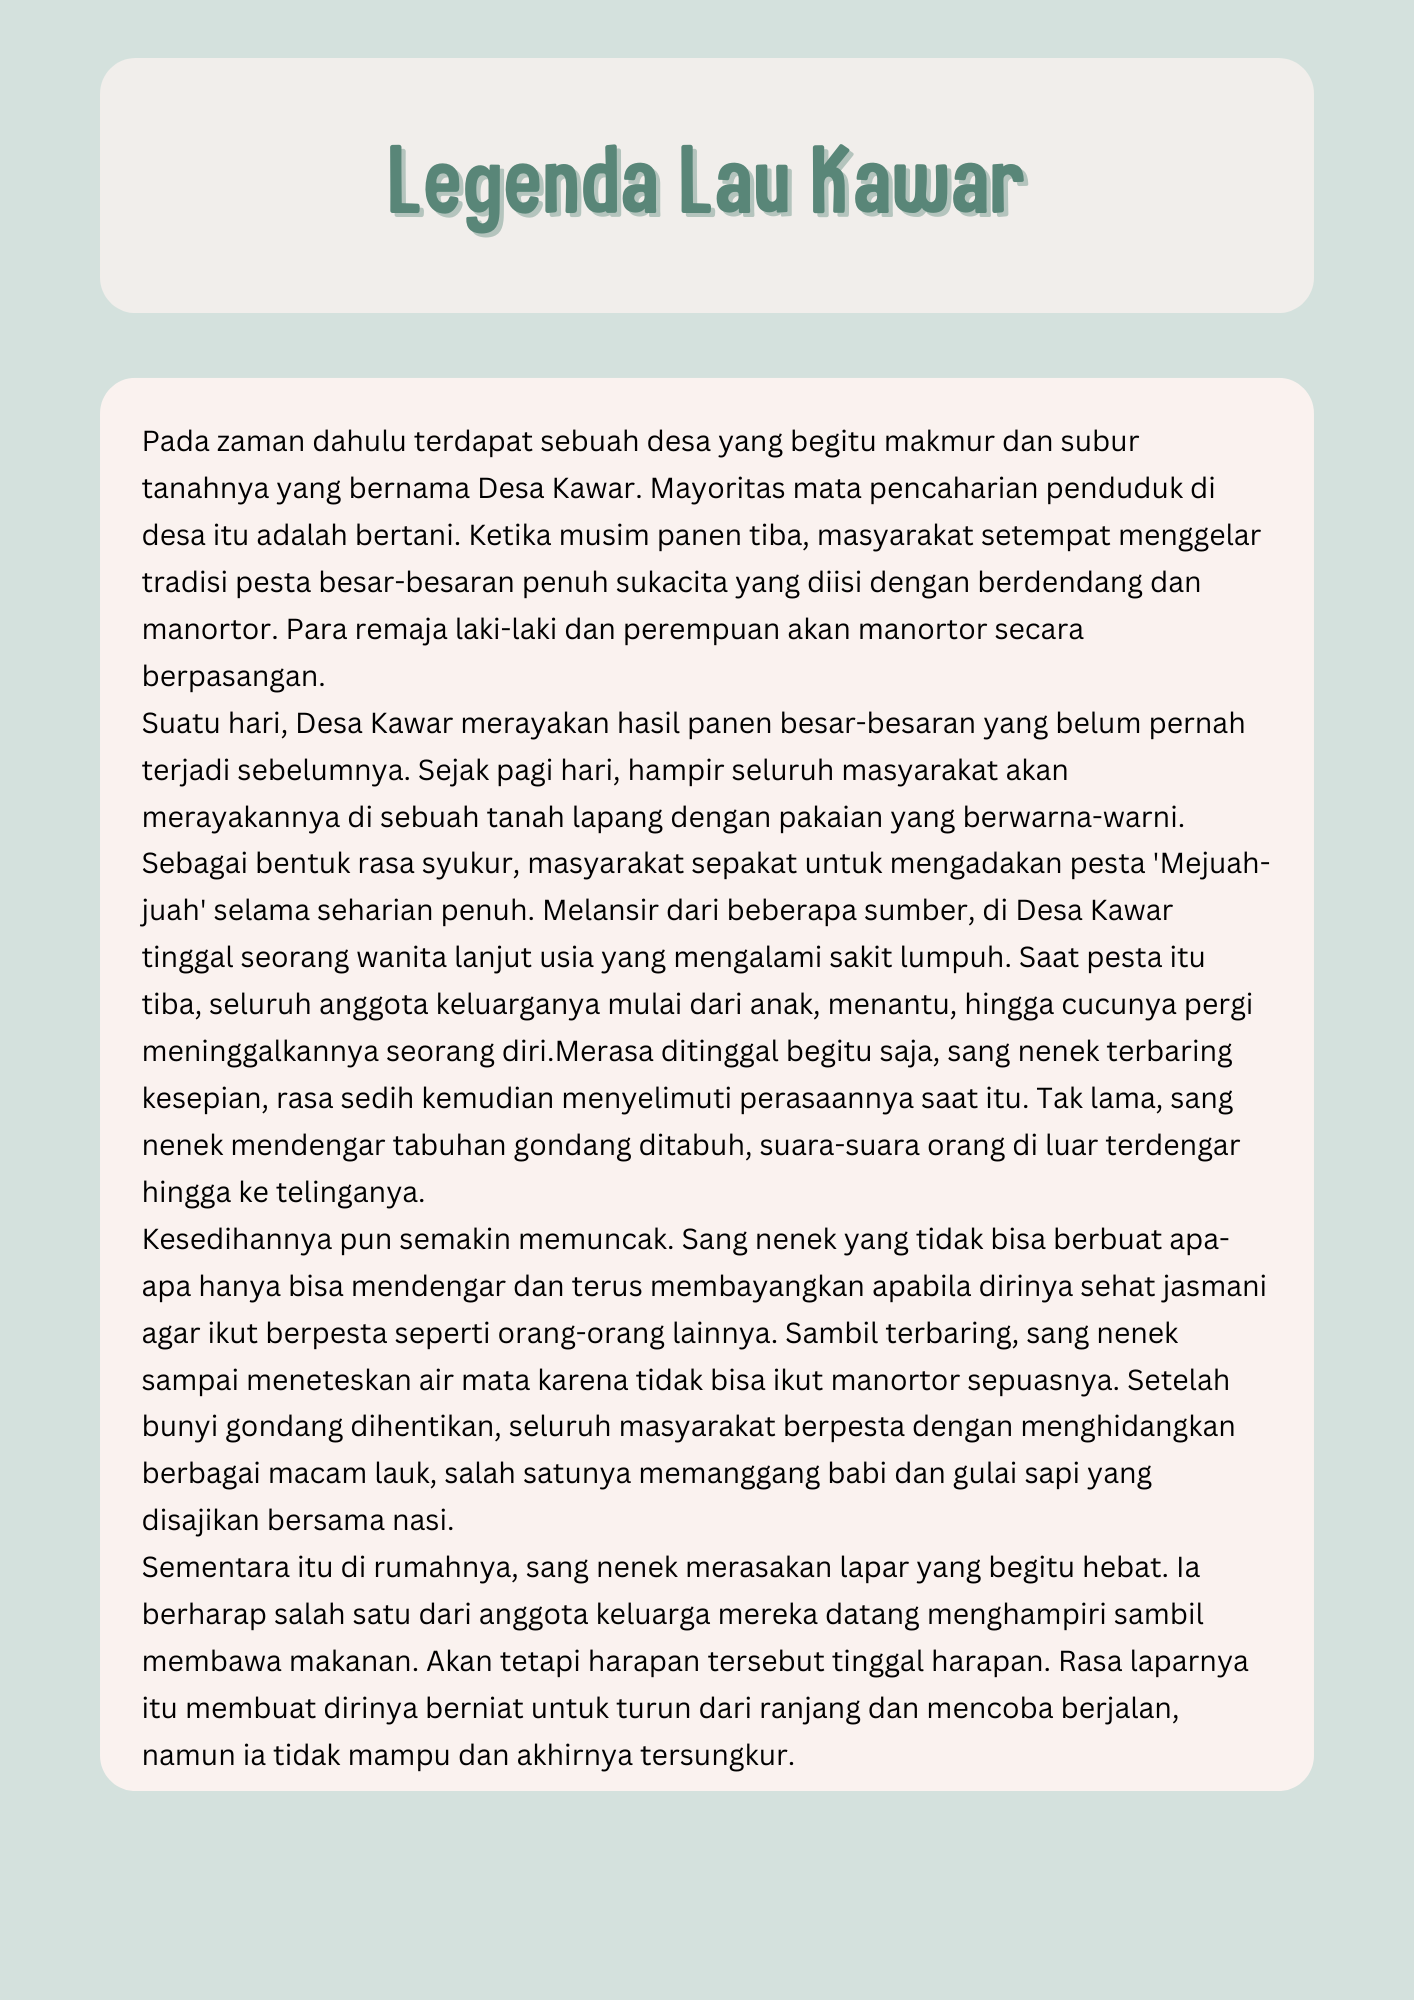 Legenda Lau Kawar
Pada zaman dahulu terdapat sebuah desa yang begitu makmur dan subur
tanahnya yang bernama Desa Kawar. Mayoritas mata pencaharian penduduk di
desa itu adalah bertani. Ketika musim panen tiba, masyarakat setempat menggelar
tradisi pesta besar-besaran penuh sukacita yang diisi dengan berdendang dan
manortor. Para remaja laki-laki dan perempuan akan manortor secara
berpasangan.
Suatu hari, Desa Kawar merayakan hasil panen besar-besaran yang belum pernah
terjadi sebelumnya. Sejak pagi hari, hampir seluruh masyarakat akan
merayakannya di sebuah tanah lapang dengan pakaian yang berwarna-warni.
Sebagai bentuk rasa syukur, masyarakat sepakat untuk mengadakan pesta 'Mejuah-
juah' selama seharian penuh. Melansir dari beberapa sumber, di Desa Kawar
tinggal seorang wanita lanjut usia yang mengalami sakit lumpuh. Saat pesta itu
tiba, seluruh anggota keluarganya mulai dari anak, menantu, hingga cucunya pergi
meninggalkannya seorang diri.Merasa ditinggal begitu saja, sang nenek terbaring
kesepian, rasa sedih kemudian menyelimuti perasaannya saat itu. Tak lama, sang
nenek mendengar tabuhan gondang ditabuh, suara-suara orang di luar terdengar
hingga ke telinganya.
Kesedihannya pun semakin memuncak. Sang nenek yang tidak bisa berbuat apa-
apa hanya bisa mendengar dan terus membayangkan apabila dirinya sehat jasmani
agar ikut berpesta seperti orang-orang lainnya. Sambil terbaring, sang nenek
sampai meneteskan air mata karena tidak bisa ikut manortor sepuasnya. Setelah
bunyi gondang dihentikan, seluruh masyarakat berpesta dengan menghidangkan
berbagai macam lauk, salah satunya memanggang babi dan gulai sapi yang
disajikan bersama nasi.
Sementara itu di rumahnya, sang nenek merasakan lapar yang begitu hebat. Ia
berharap salah satu dari anggota keluarga mereka datang menghampiri sambil
membawa makanan. Akan tetapi harapan tersebut tinggal harapan. Rasa laparnya
itu membuat dirinya berniat untuk turun dari ranjang dan mencoba berjalan,
namun ia tidak mampu dan akhirnya tersungkur.